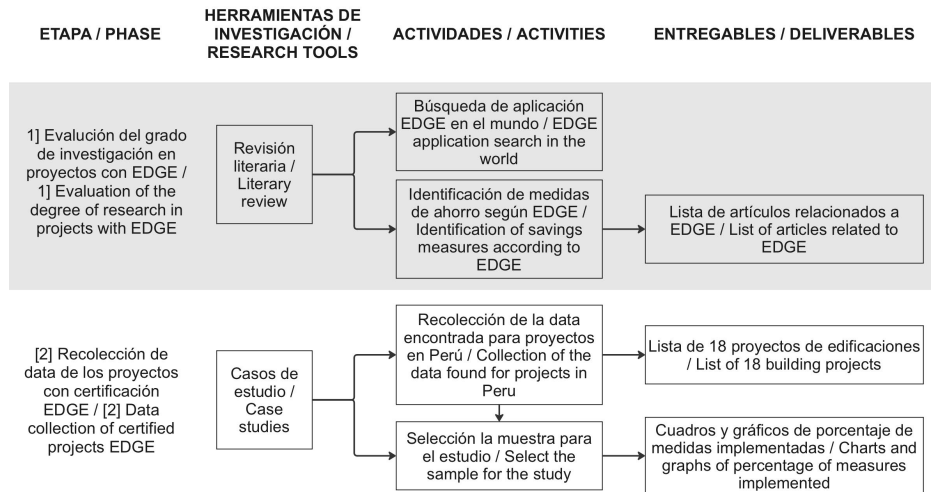 ETAPA / PHASE
HERRAMIENTAS DE
INVESTIGACIÓN /
RESEARCH TOOLS
ACTIVIDADES / ACTIVITIES
ENTREGABLES / DELIVERABLES
1] Evalución del grado
de investigación en
proyectos con EDGE /
1] Evaluation of the
degree of research in
projects with EDGE
Revisión
literaria /
Literary
review
Búsqueda de aplicación
EDGE en el mundo / EDGE
application search in the
world
Identificación de medidas
de ahorro según EDGE /
Identification of savings
measures according to
EDGE
Lista de artículos relacionados a
EDGE / List of articles related to
EDGE
[2] Recolección de
data de los proyectos
con certificación
EDGE / [2] Data
collection of certified
projects EDGE
Casos de
estudio /
Case
studies
Recolección de la data
encontrada para proyectos
en Perú / Collection of the
data found for projects in
Peru
Selección la muestra para
el estudio / Select the
sample for the study
Lista de 18 proyectos de edificaciones
/ List of 18 building projects
Cuadros y gráficos de porcentaje de
medidas implementadas / Charts and
graphs of percentage of measures
implemented